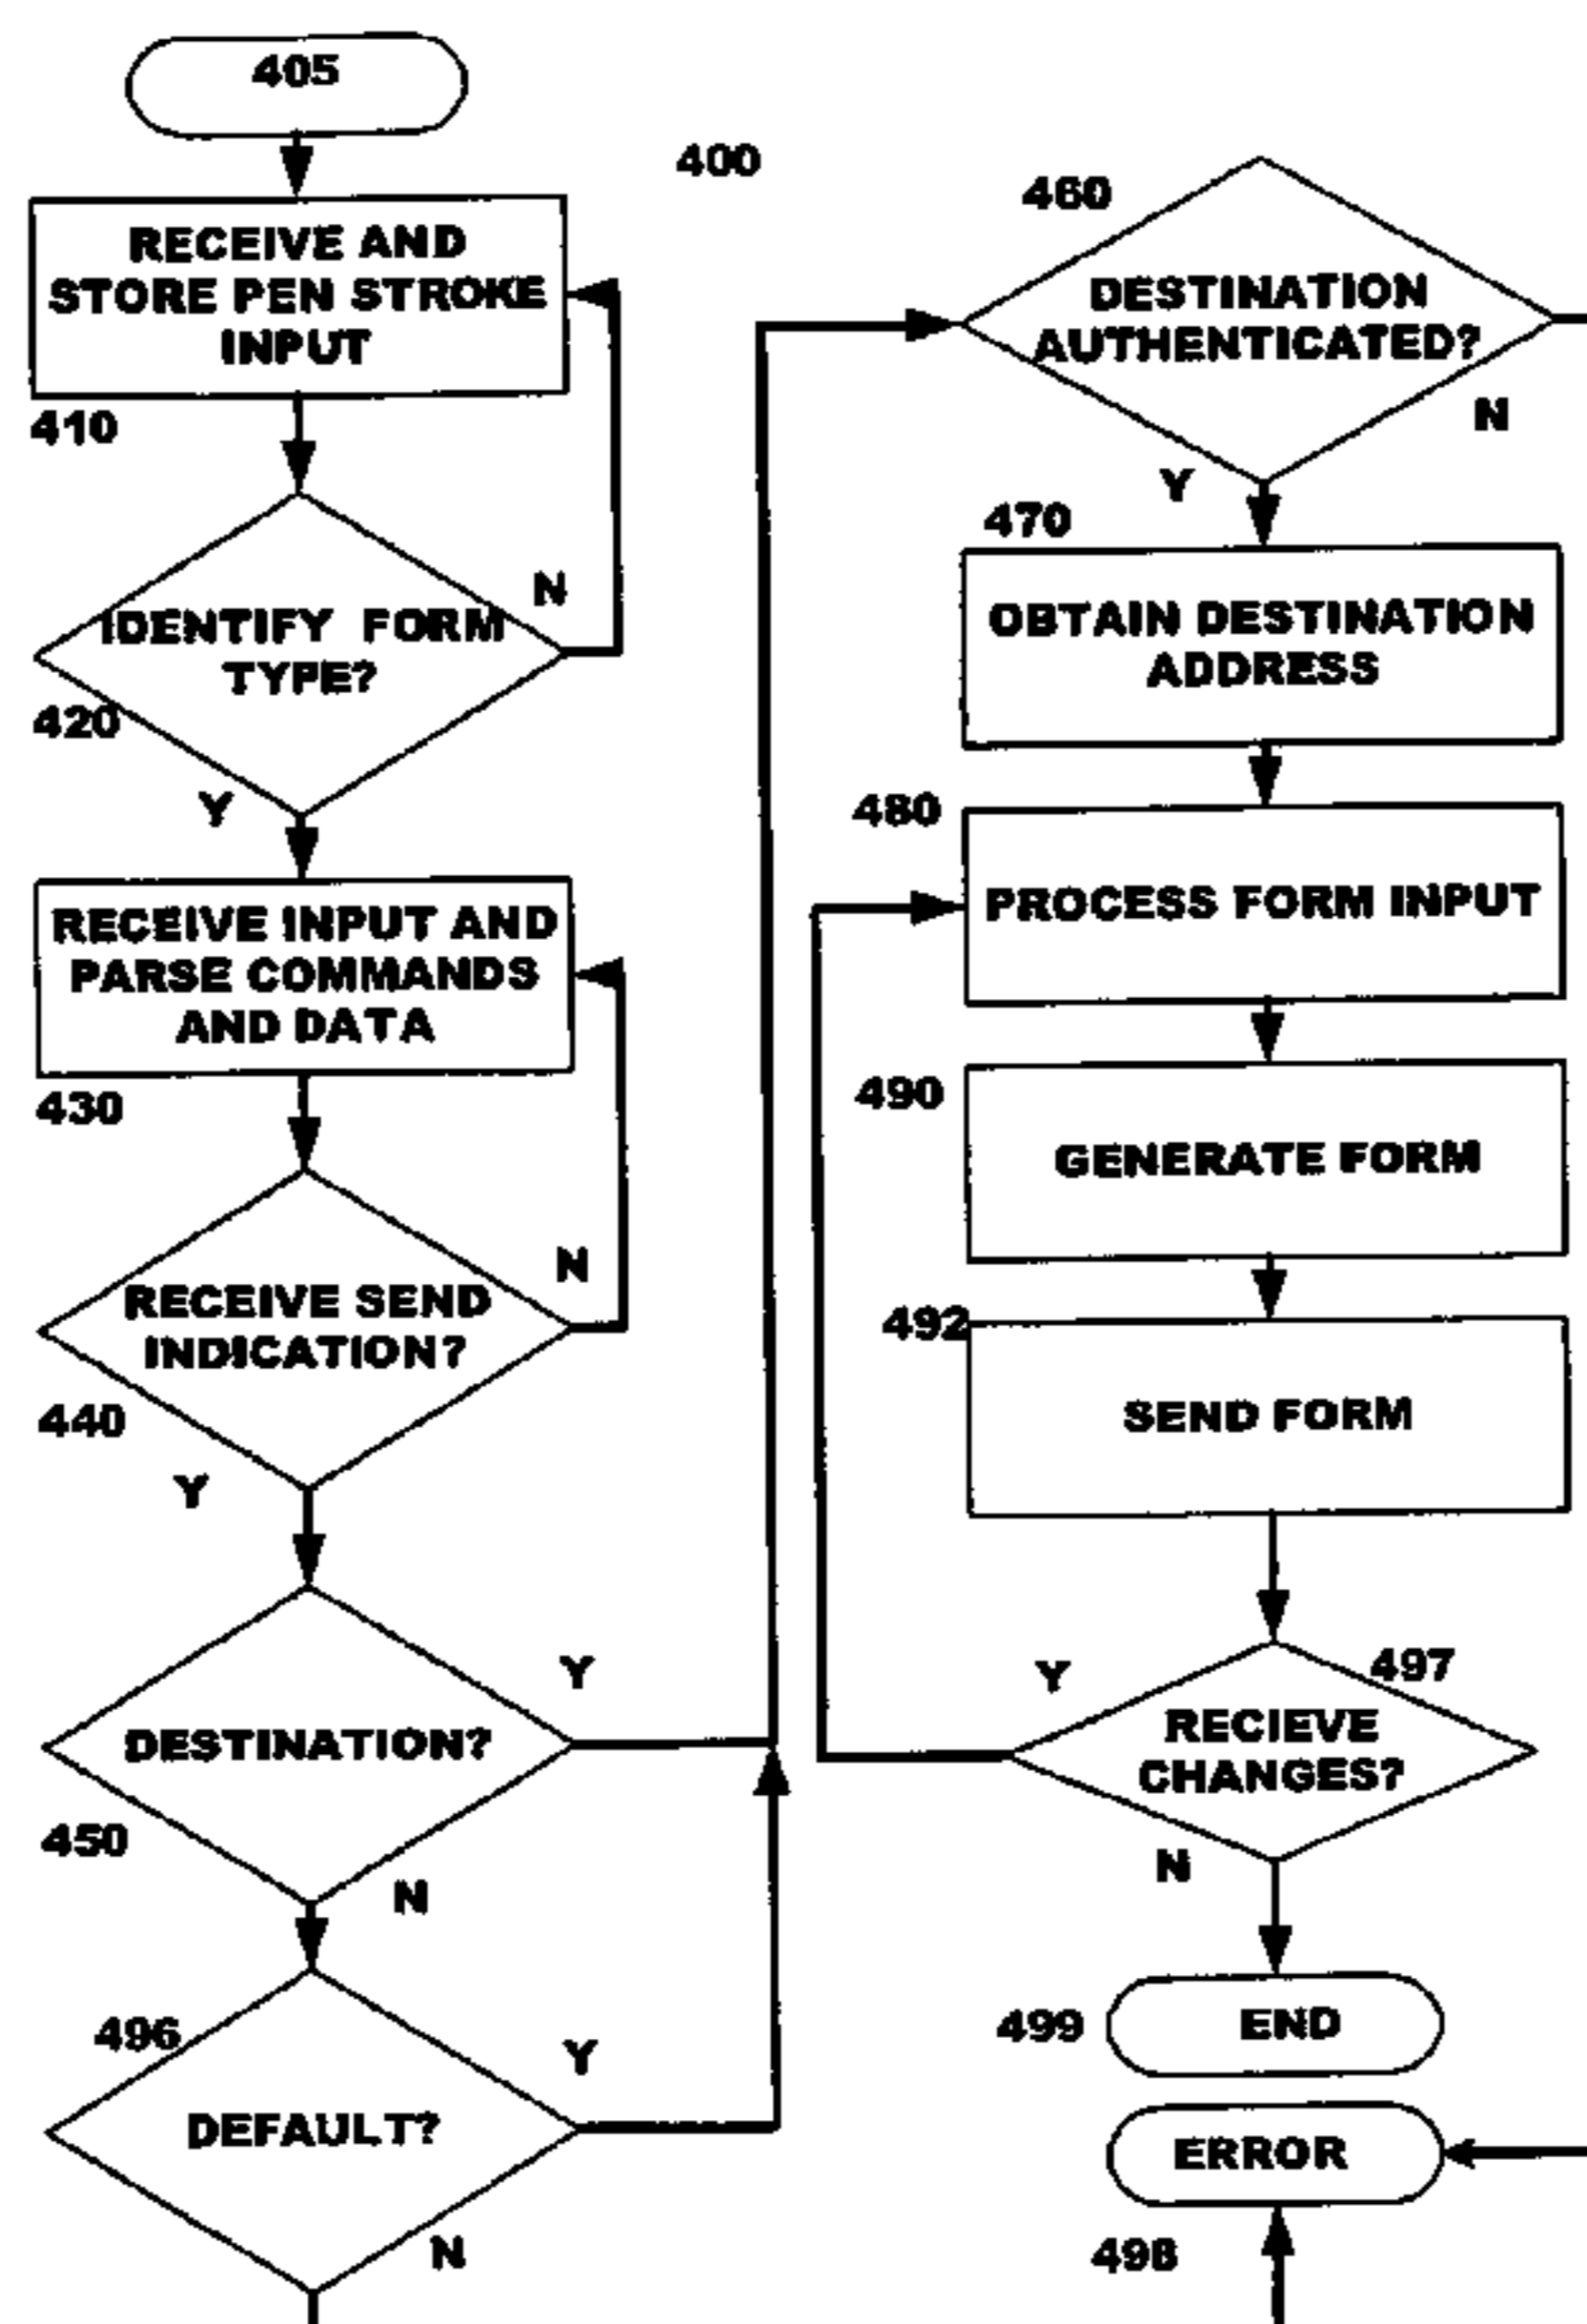 405
400
RECEIVE AND
STORE PEN STROKE
INPUT
410
N
IDENTIFY FORM
TYPE?
420
Y
RECEIVE INPUT AND
PARSE COMMANDS
AND DATA
430
N
RECEIVE SEND
INDICATION?
440
Y
Y
DESTINATION?
450
N
496
Y
DEFAULT?
N
460
DESTINATION
AUTHENTICATED?
N
Y
470
OBTAIN DESTINATION
ADDRESS
480
PROCESS FORM INPUT
490
GENERATE FORM
492
SEND FORM
497
Y
RECIEVE
CHANGES?
N
499
END
ERROR
498